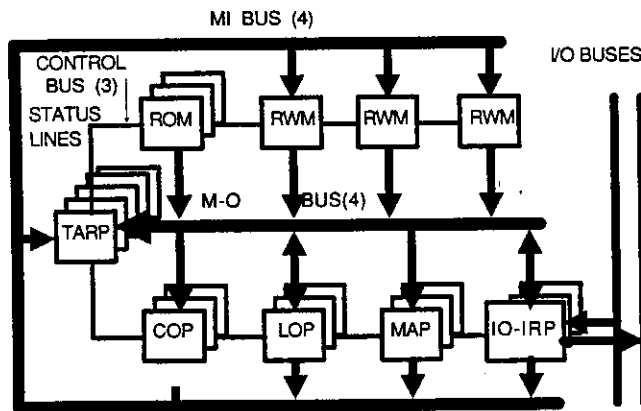 MI BUS (4)
I/O BUSES
CONTROL
BUS (3)
STATUS
LINES
ROM
RWM
RWM
RWM
M-O BUS(4)
TARP
COP
LOP
MAP
IO-IRP